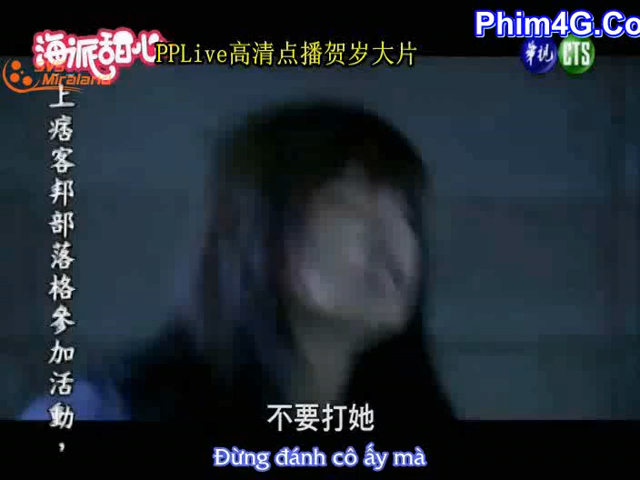 海派甜心
PPLive高清点播贺岁大片
Phim4G.Co
華視 CTS
Miraland
上痞客邦部落格參加活動，
不要打她
Đừng đánh cô ấy mà